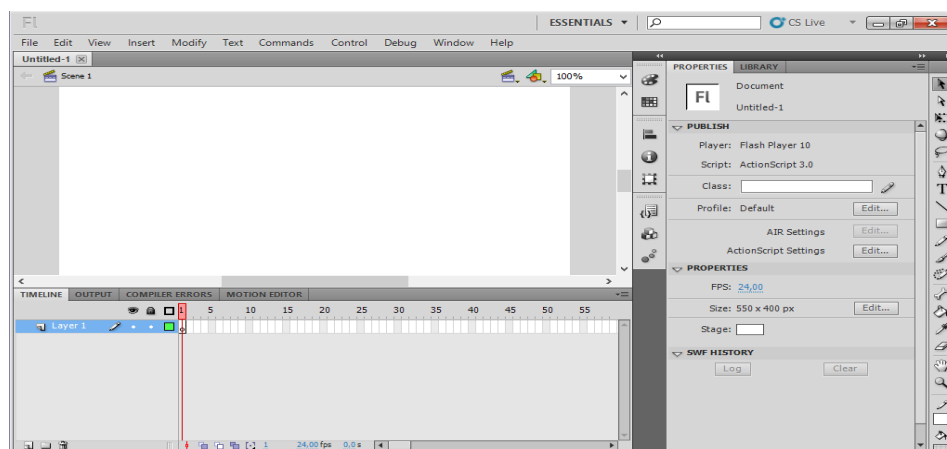 Fl ESSENTIALS CS Live
File Edit View Insert Modify Text Commands Control Debug Window Help
Untitled-1
Scene 1 100%
PROPERTIES LIBRARY
Fl Document
Untitled-1
PUBLISH
Player: Flash Player 10
Script: ActionScript 3.0
Class:
Profile: Default Edit...
AIR Settings Edit...
ActionScript Settings Edit...
PROPERTIES
FPS: 24,00
Size: 550 x 400 px Edit...
Stage:
SWF HISTORY
Log Clear
T
TIMELINE OUTPUT COMPILER ERRORS MOTION EDITOR
1 5 10 15 20 25 30 35 40 45 50 55
Layer 1
1 24,00 fps 0,0 s